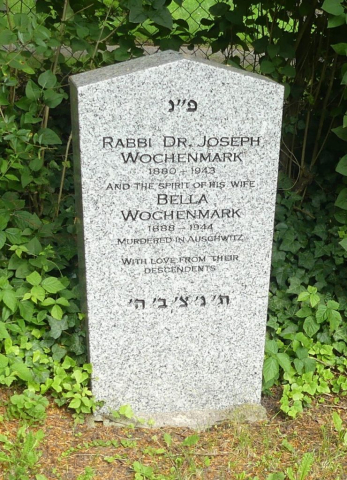 פ״נ
RABBI DR. JOSEPH
WOCHENMARK
1880 - 1943
AND THE SPIRIT OF HIS WIFE
BELLA
WOCHENMARK
1888 - 1944
MURDERED IN AUSCHWITZ
WITH LOVE FROM THEIR
DESCENDENTS
ת׳ נ׳ צ׳ ב׳ ה׳